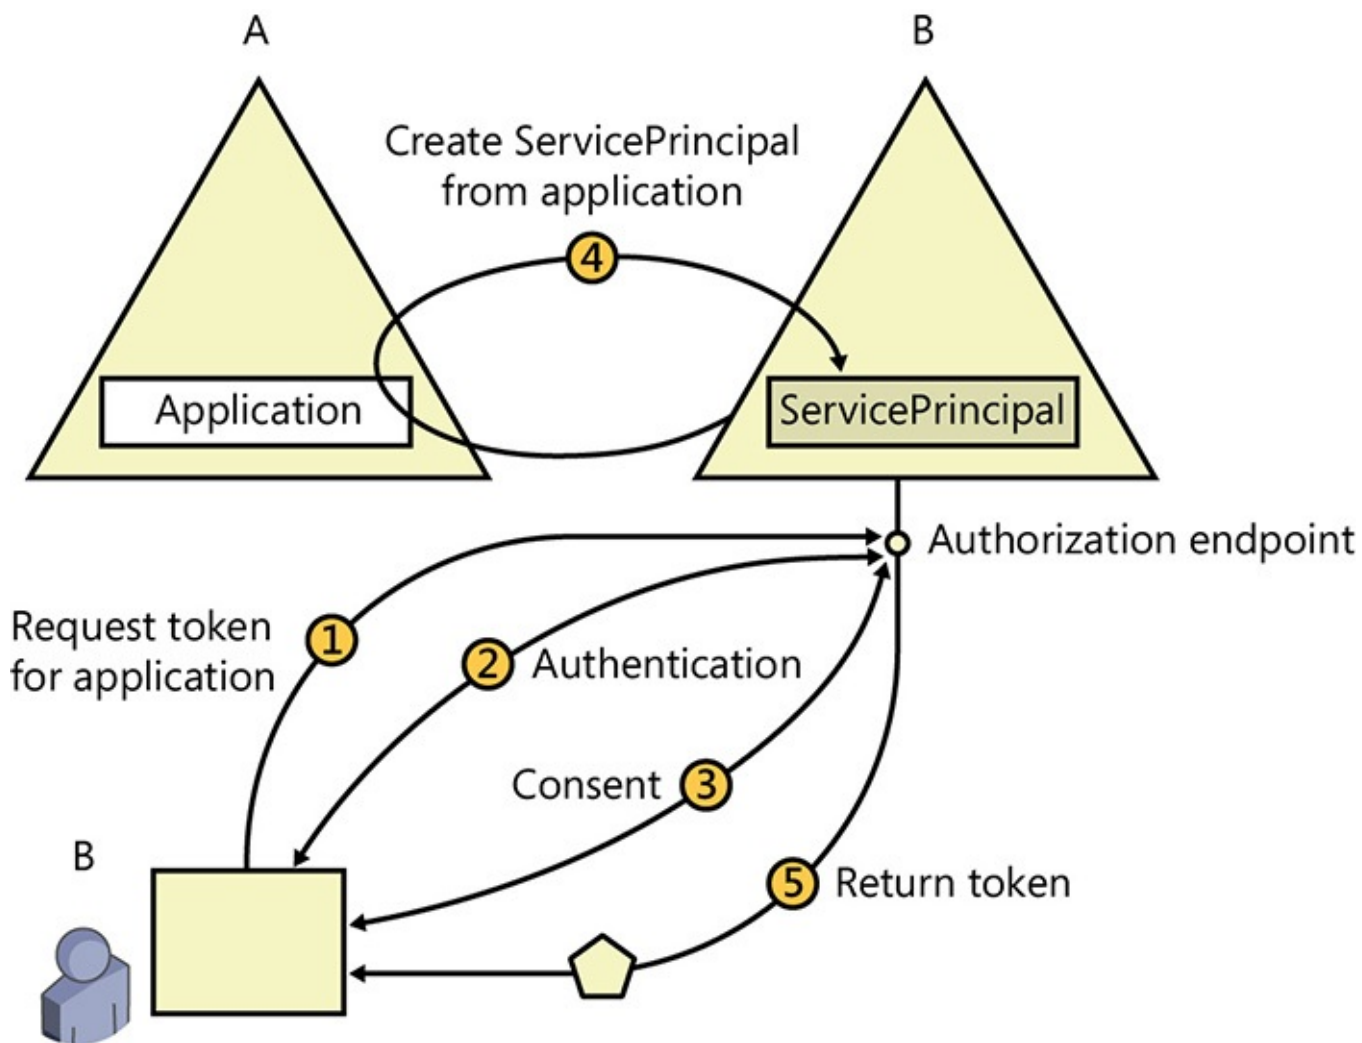 A
B
Create ServicePrincipal
from application
4
Application
ServicePrincipal
Authorization endpoint
Request token
for application
1
2
Authentication
Consent
3
B
5
Return token